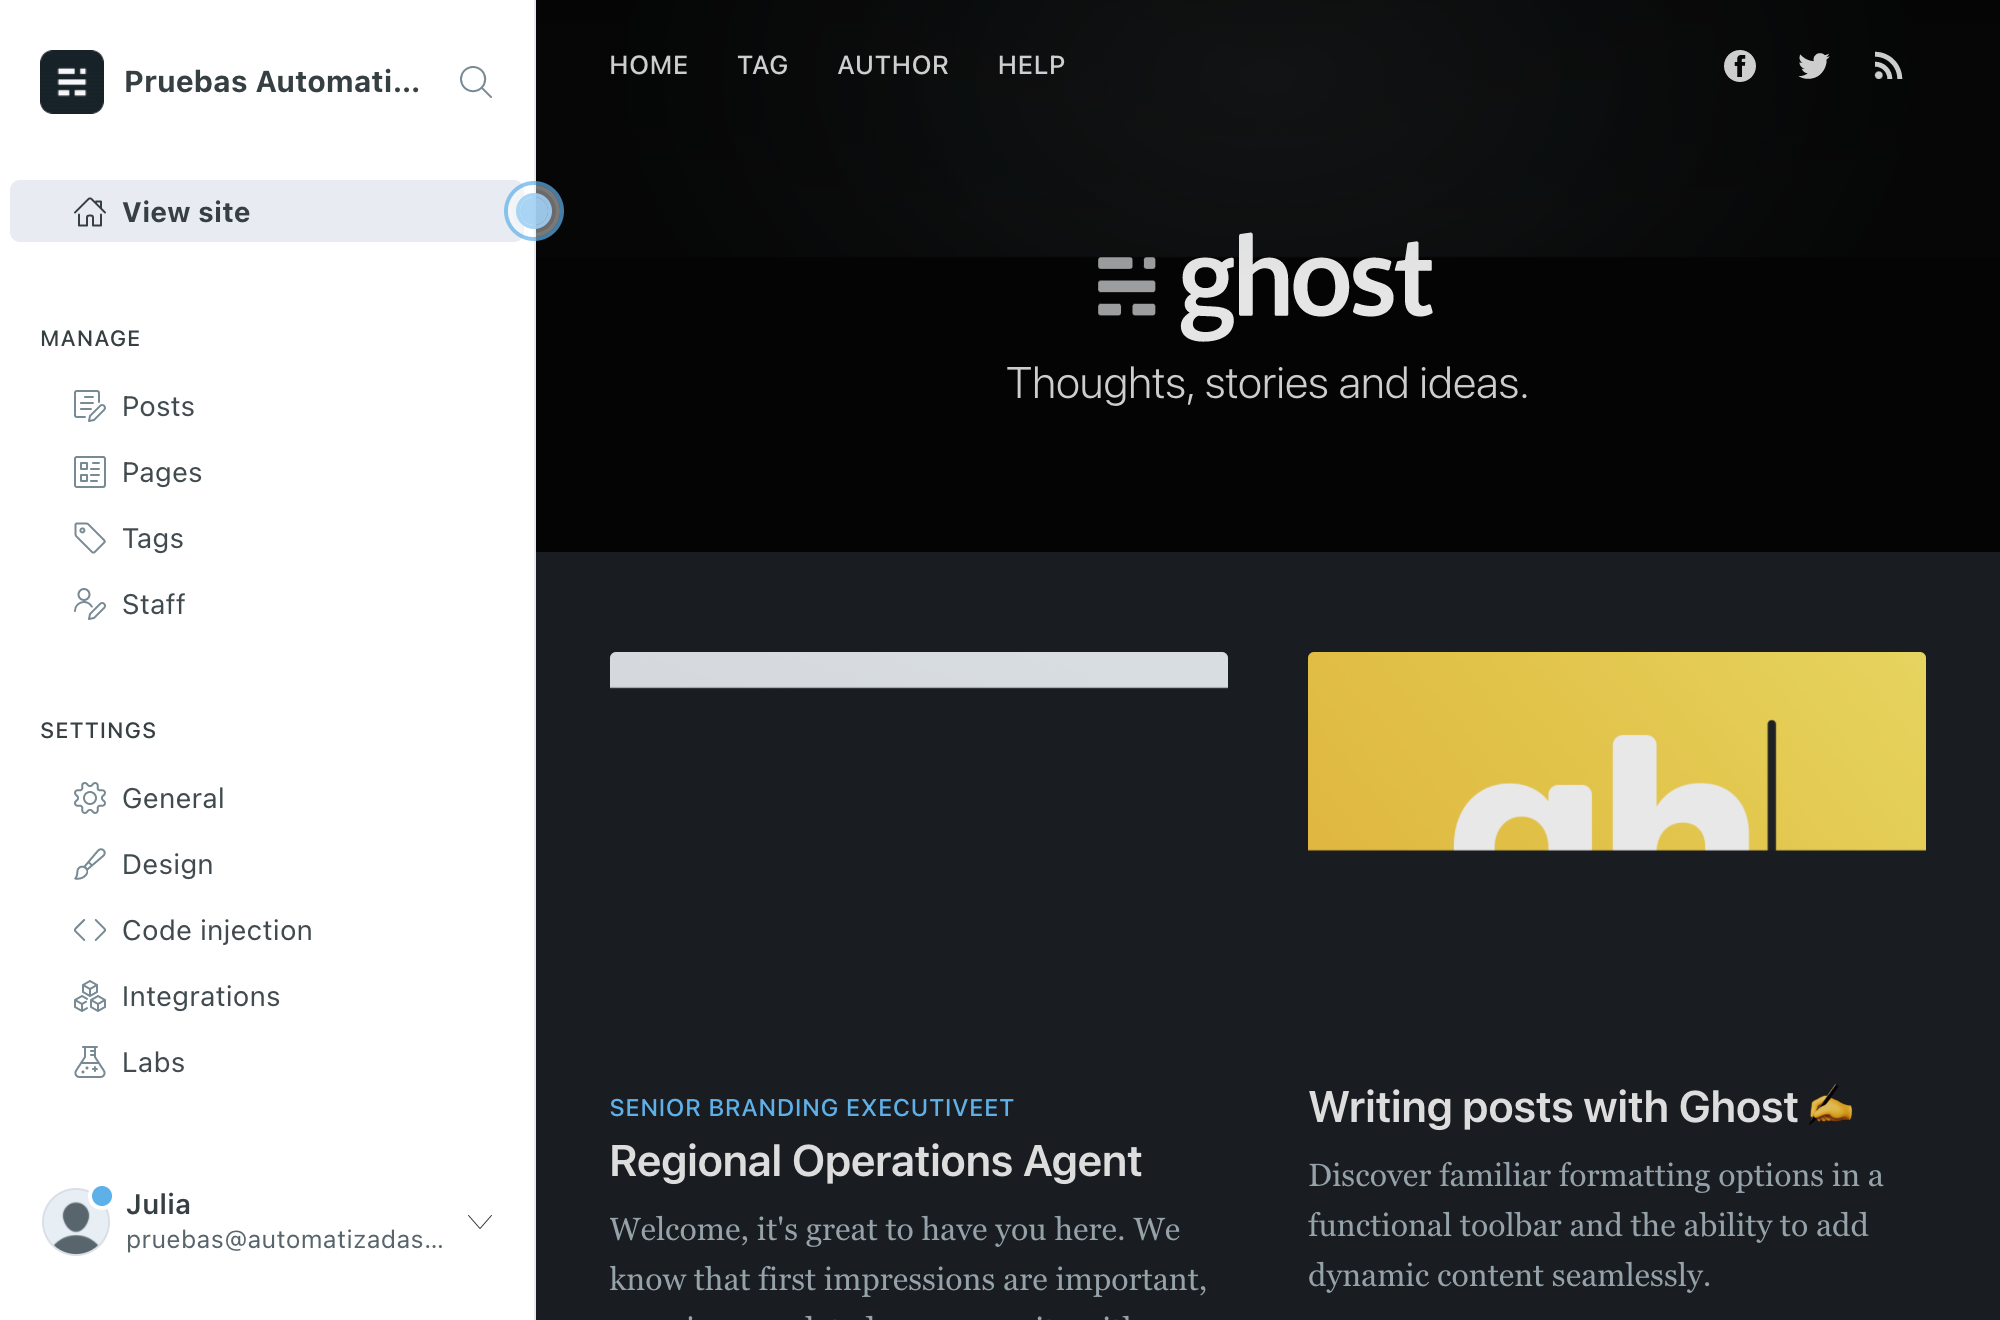 Pruebas Automati...
View site
MANAGE
Posts
Pages
Tags
Staff
SETTINGS
General
Design
Code injection
Integrations
Labs
Julia
pruebas@automatizadas...
HOME TAG AUTHOR HELP
ghost
Thoughts, stories and ideas.
SENIOR BRANDING EXECUTIVEET
Regional Operations Agent
Welcome, it's great to have you here. We
know that first impressions are important,
gh
Writing posts with Ghost ✍️
Discover familiar formatting options in a
functional toolbar and the ability to add
dynamic content seamlessly.